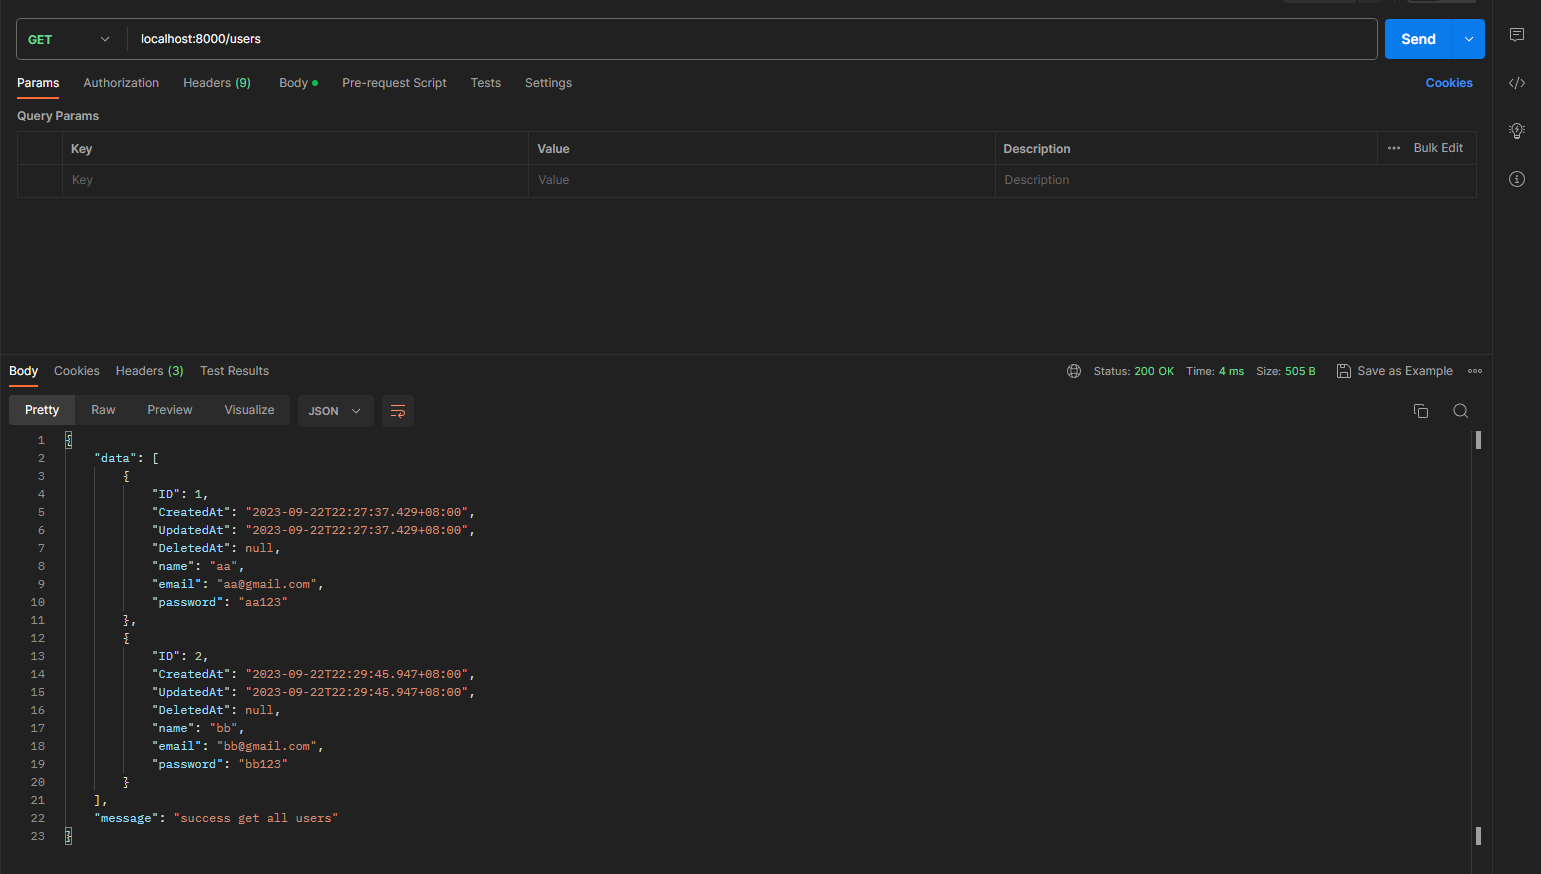 GET localhost:8000/users Send
Params Authorization Headers (9) Body Pre-request Script Tests Settings Cookies
Query Params
Key Value Description Bulk Edit
Key Value Description
Body Cookies Headers (3) Test Results Status: 200 OK Time: 4 ms Size: 505 B Save as Example
Pretty Raw Preview Visualize JSON
1 {
2 "data": [
3 {
4 "ID": 1,
5 "CreatedAt": "2023-09-22T22:27:37.429+08:00",
6 "UpdatedAt": "2023-09-22T22:27:37.429+08:00",
7 "DeletedAt": null,
8 "name": "aa",
9 "email": "aa@gmail.com",
10 "password": "aa123"
11 },
12 {
13 "ID": 2,
14 "CreatedAt": "2023-09-22T22:29:45.947+08:00",
15 "UpdatedAt": "2023-09-22T22:29:45.947+08:00",
16 "DeletedAt": null,
17 "name": "bb",
18 "email": "bb@gmail.com",
19 "password": "bb123"
20 }
21 ],
22 "message": "success get all users"
23 }